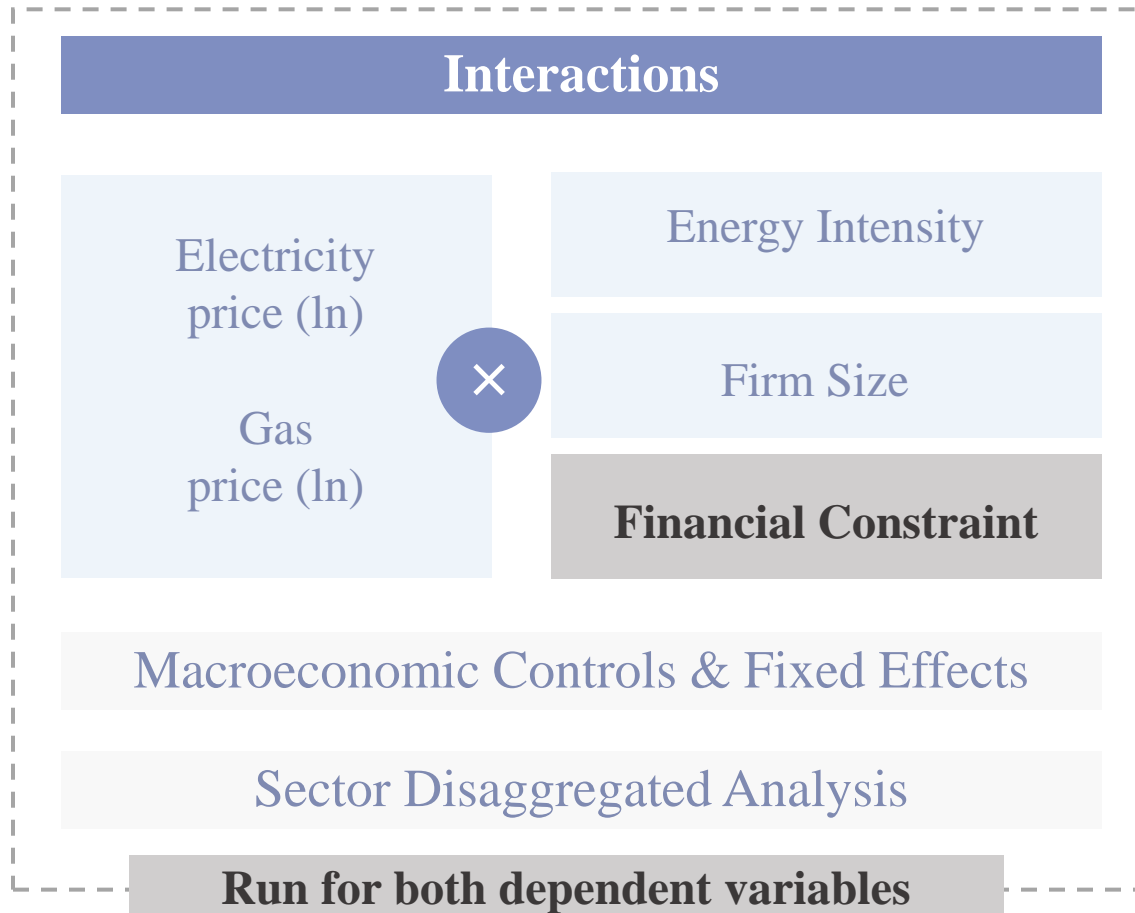 Interactions
Electricity
price (ln)
Gas
price (ln)
×
Energy Intensity
Firm Size
Financial Constraint
Macroeconomic Controls & Fixed Effects
Sector Disaggregated Analysis
Run for both dependent variables